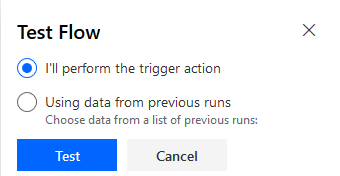 Test Flow
I'll perform the trigger action
Using data from previous runs
Choose data from a list of previous runs:
Test
Cancel